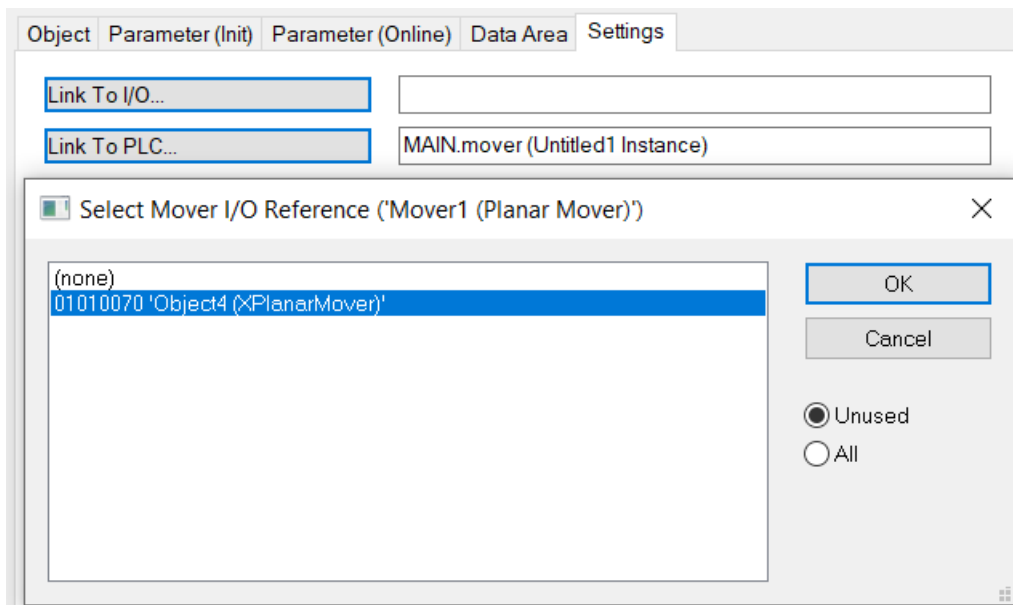 Object Parameter (Init) Parameter (Online) Data Area Settings
Link To I/O...
Link To PLC... MAIN.mover (Untitled1 Instance)
Select Mover I/O Reference ('Mover1 (Planar Mover)')
(none)
01010070 'Object4 (XPlanarMover)'
OK
Cancel
Unused
All